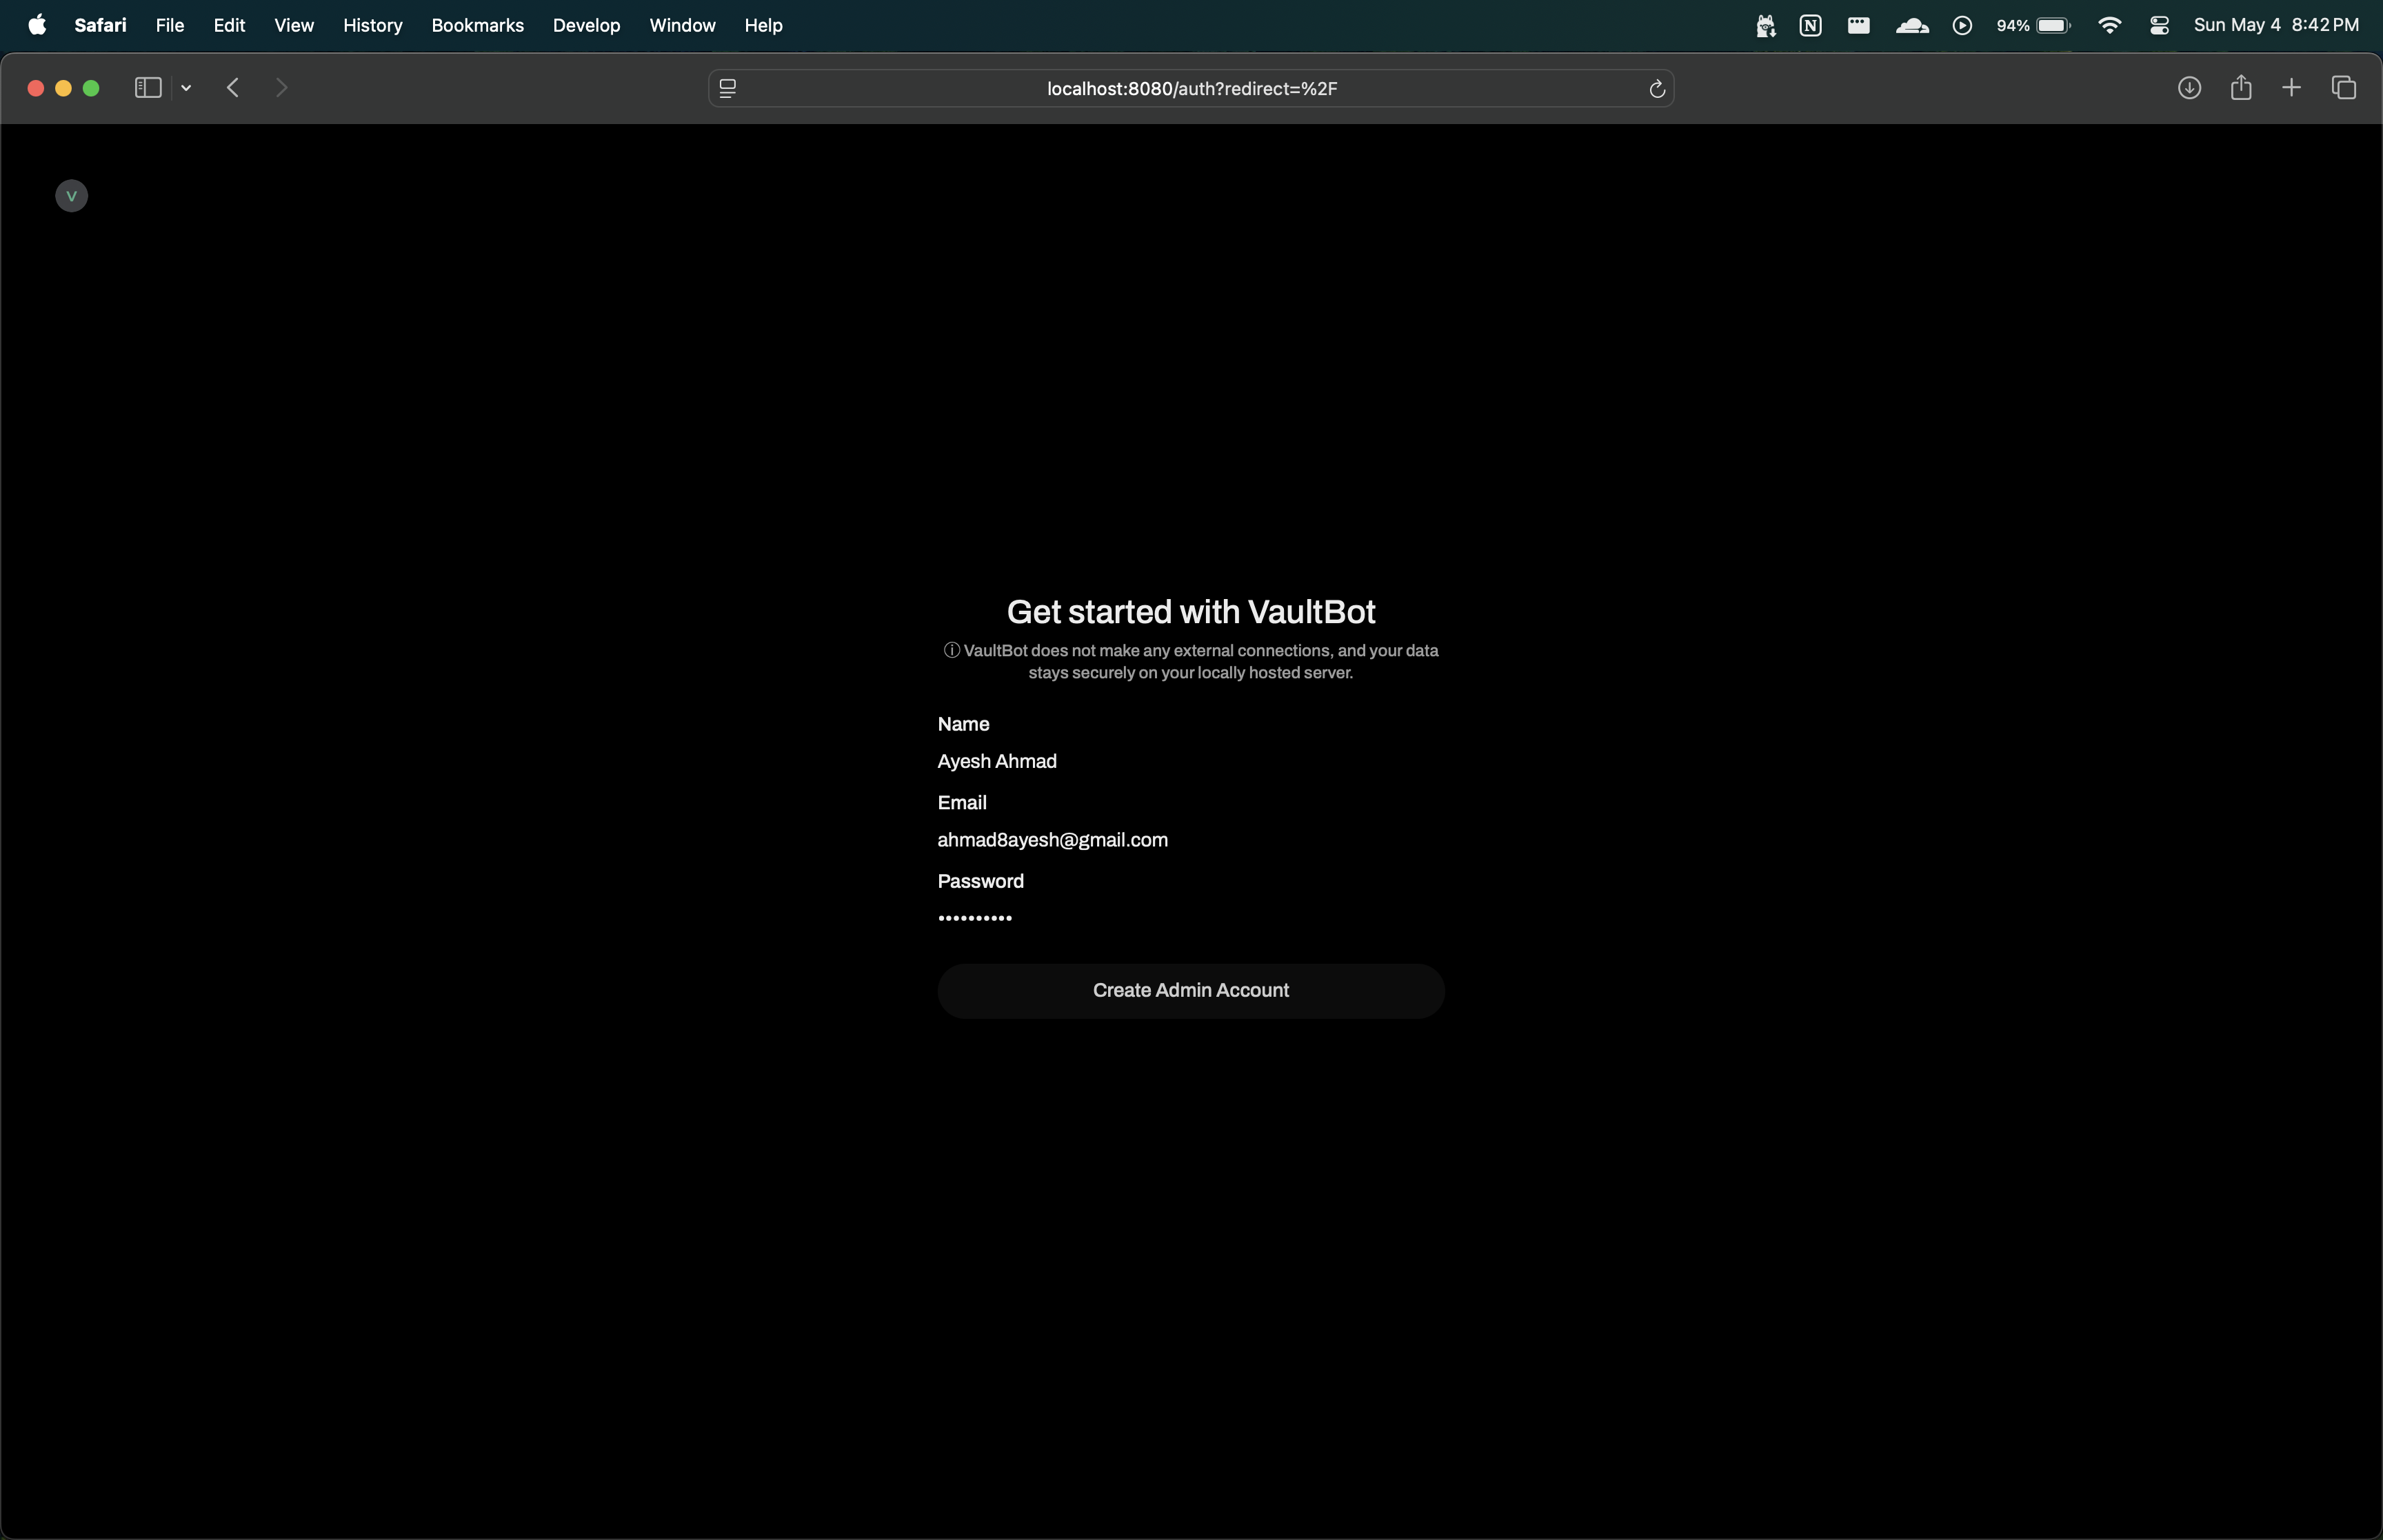 Safari File Edit View History Bookmarks Develop Window Help 94% Sun May 4 8:42 PM
localhost:8080/auth?redirect=%2F
V
Get started with VaultBot
ⓘ VaultBot does not make any external connections, and your data
stays securely on your locally hosted server.
Name
Ayesh Ahmad
Email
ahmad8ayesh@gmail.com
Password
••••••••••
Create Admin Account